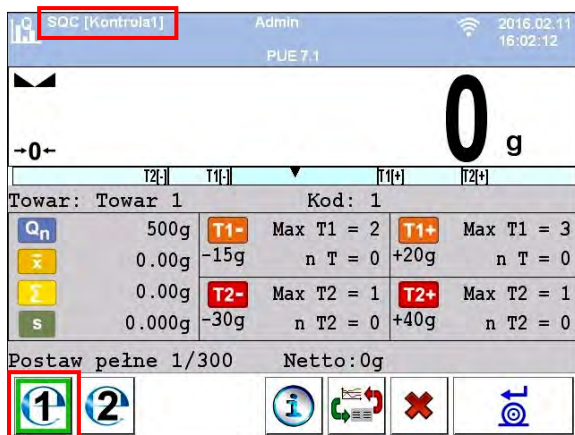 SQC [Kontrola1] Admin 2016.02.11
16:02:12
PUE 7.1
0 g
→0←
T2[-] T1[-] T1[+] T2[+]
Towar: Towar 1 Kod: 1
Qn 500g T1- Max T1 = 2 T1+ Max T1 = 3
x̄ 0.00g -15g n T = 0 +20g n T = 0
Σ 0.00g T2- Max T2 = 1 T2+ Max T2 = 1
s 0.000g -30g n T2 = 0 +40g n T2 = 0
Postaw pełne 1/300 Netto:0g
1 2